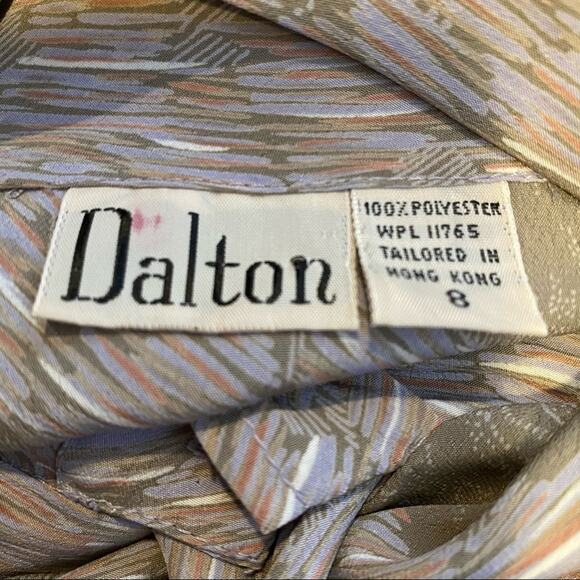 Dalton
100% POLYESTER
WPL 11765
TAILORED IN
HONG KONG
8